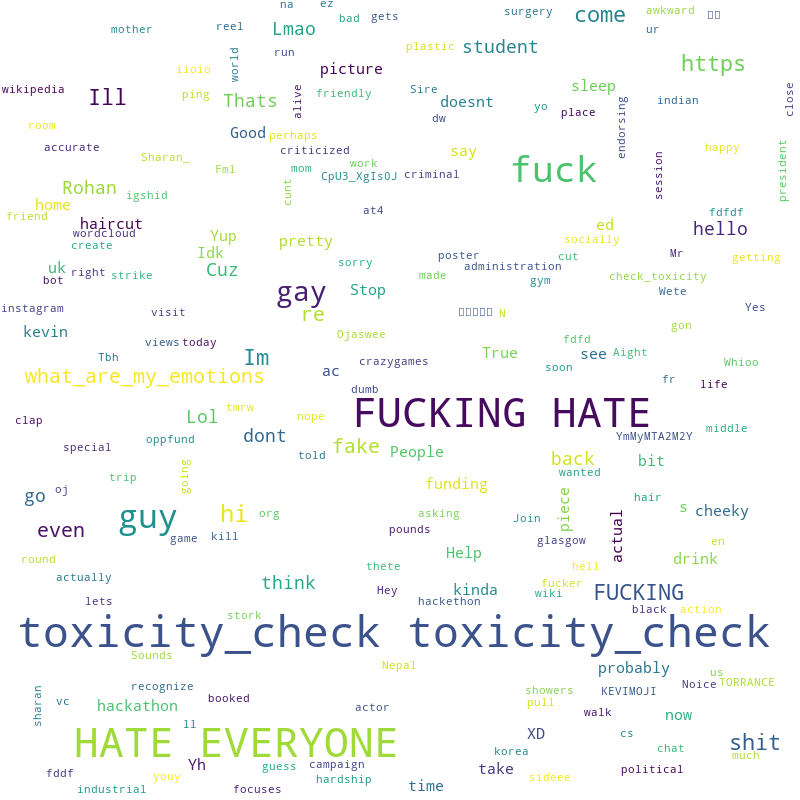 na ez
mother reel Lmao bad gets surgery come awkward
ur
world run plastic student https
iioio picture
wikipedia Ill ping Thats alive friendly Sire doesnt yo sleep indian close
room Good perhaps dw place endorsing
accurate Sharan_ criticized say happy
Fml mom work CpU3_XgIs0J criminal fuck session president
Rohan igshid cunt
home at4 fdfdf
friend haircut ed hello
wordcloud Yup pretty socially
create Idk sorry poster cut Mr getting
uk right strike Cuz made administration gym check_toxicity
bot gay Stop Wete
instagram visit re N Yes
kevin Ojaswee fdfd gon
views today True see Aight
Tbh Im crazygames soon Whioo
what_are_my_emotions ac fr life
dumb
clap Lol tmrw nope FUCKING HATE
oppfund dont YmMyMTA2M2Y middle
special told fake People back bit
trip going wanted
oj funding
go hair
guy hi org asking Join piece s cheeky
even game kill pounds glasgow actual en
round Help drink
actually thete hell
think Hey kinda fucker
lets hackethon wiki FUCKING
stork black action
toxicity_check toxicity_check
Sounds Nepal probably
recognize us
sharan vc hackathon booked actor showers KEVIMOJI Noice TORRANCE
pull
ll walk now
HATE EVERYONE XD cs shit
korea chat much
Yh guess campaign take political
fddf youy hardship sideee
industrial focuses time